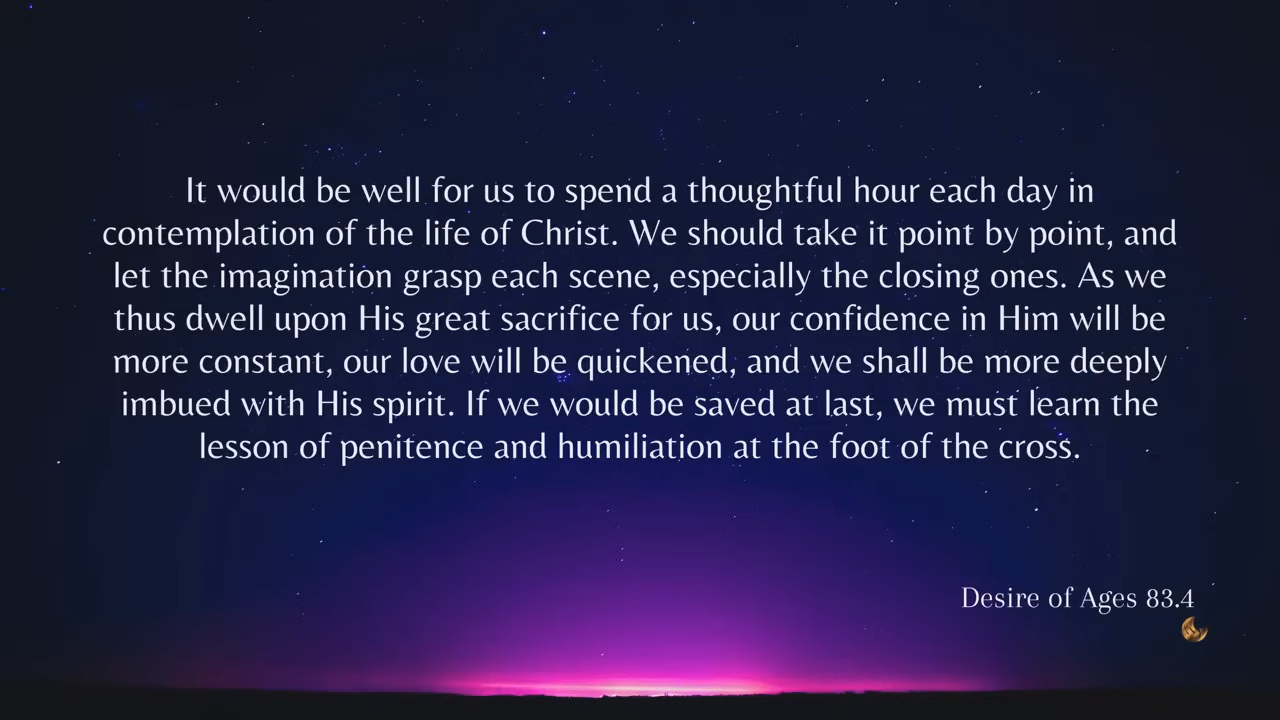 It would be well for us to spend a thoughtful hour each day in
contemplation of the life of Christ. We should take it point by point, and
let the imagination grasp each scene, especially the closing ones. As we
thus dwell upon His great sacrifice for us, our confidence in Him will be
more constant, our love will be quickened, and we shall be more deeply
imbued with His spirit. If we would be saved at last, we must learn the
lesson of penitence and humiliation at the foot of the cross.
Desire of Ages 83.4